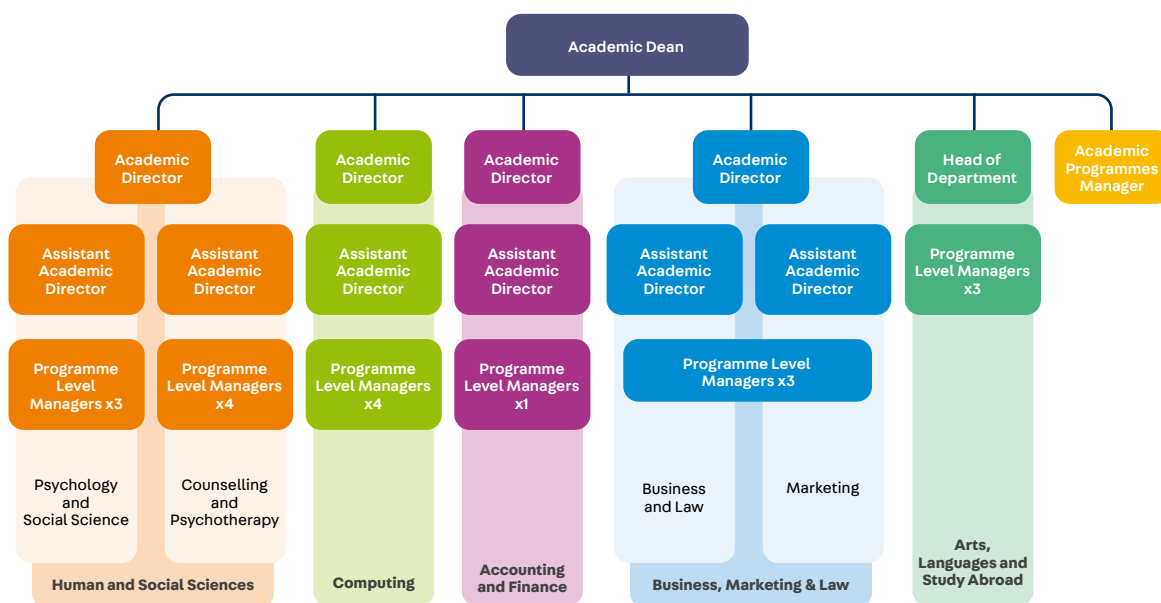 Academic Dean
Academic
Director
Academic
Director
Academic
Director
Academic
Director
Head of
Department
Academic
Programmes
Manager
Assistant
Academic
Director
Assistant
Academic
Director
Assistant
Academic
Director
Assistant
Academic
Director
Assistant
Academic
Director
Assistant
Academic
Director
Programme
Level Managers
x3
Programme
Level
Managers x3
Programme
Level Managers
x4
Programme
Level Managers
x4
Programme
Level Managers
x1
Programme Level
Managers x3
Psychology
and
Social Science
Counselling
and
Psychotherapy
Business
and Law
Marketing
Human and Social Sciences
Computing
Accounting
and Finance
Business, Marketing & Law
Arts,
Languages and
Study Abroad